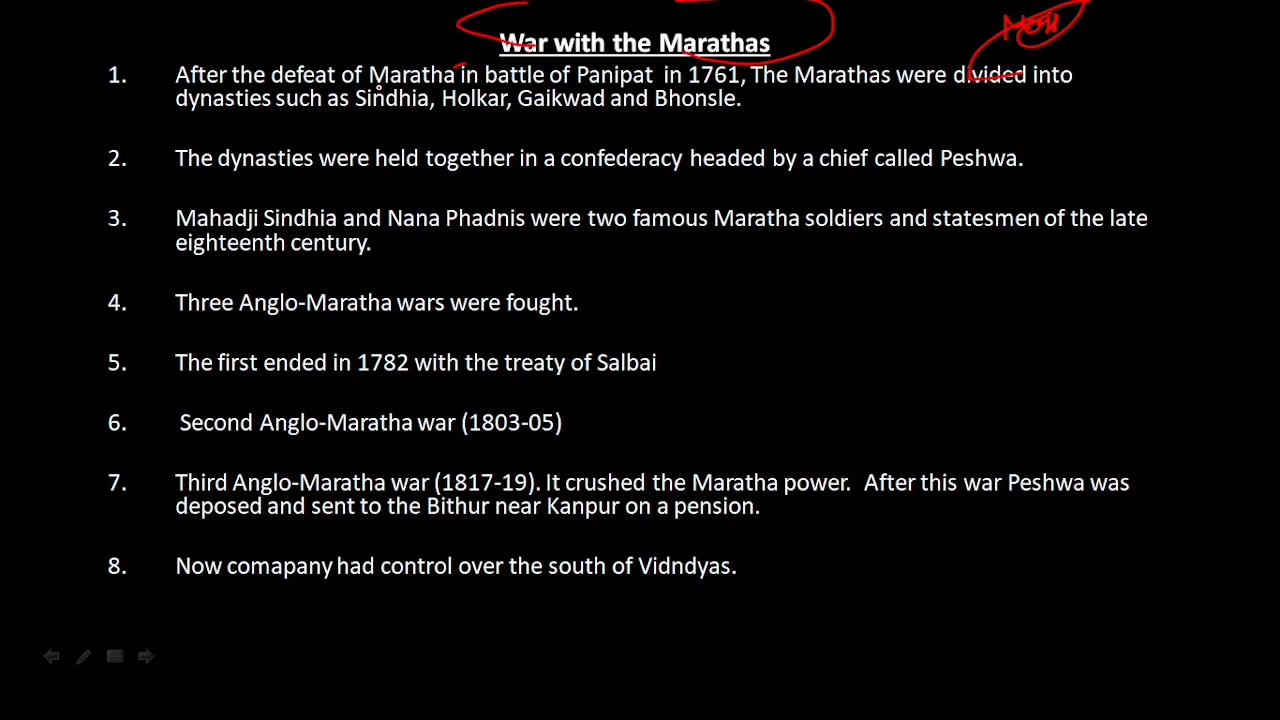 War with the Marathas
1. After the defeat of Maratha in battle of Panipat in 1761, The Marathas were divided into
dynasties such as Sindhia, Holkar, Gaikwad and Bhonsle.
2. The dynasties were held together in a confederacy headed by a chief called Peshwa.
3. Mahadji Sindhia and Nana Phadnis were two famous Maratha soldiers and statesmen of the late
eighteenth century.
4. Three Anglo-Maratha wars were fought.
5. The first ended in 1782 with the treaty of Salbai
6. Second Anglo-Maratha war (1803-05)
7. Third Anglo-Maratha war (1817-19). It crushed the Maratha power. After this war Peshwa was
deposed and sent to the Bithur near Kanpur on a pension.
8. Now comapany had control over the south of Vidndyas.